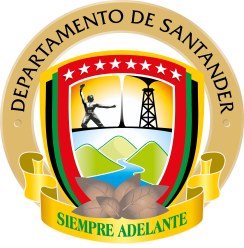 DEPARTAMENTO DE SANTANDER
SIEMPRE ADELANTE